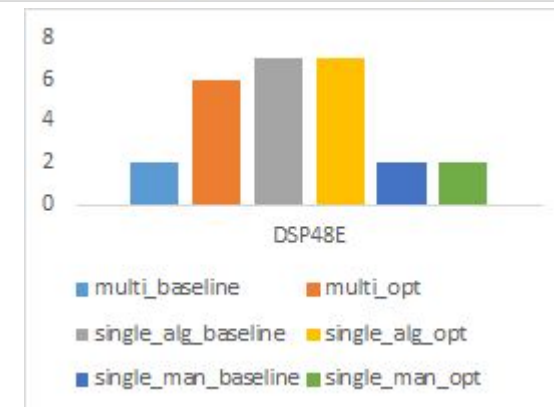 8
6
4
2
0
DSP48E
multi_baseline multi_opt
single_alg_baseline single_alg_opt
single_man_baseline single_man_opt